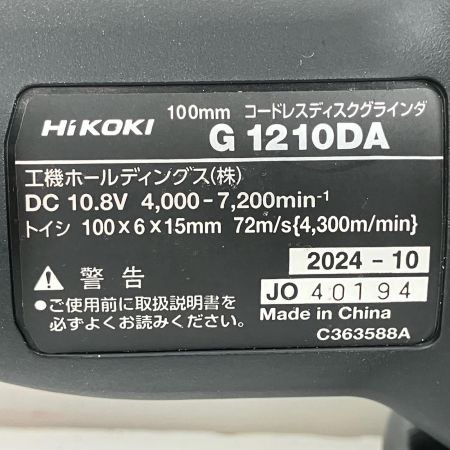 100mm コードレスディスクグラインダ
HiKOKI G 1210DA
工機ホールディングス(株)
DC 10.8V 4,000-7,200min-1
トイシ 100×6×15mm 72m/s{4,300m/min}
警告
2024-10
●ご使用前に取扱説明書を
必ずよくお読みください。
JO 40194
Made in China
C363588A